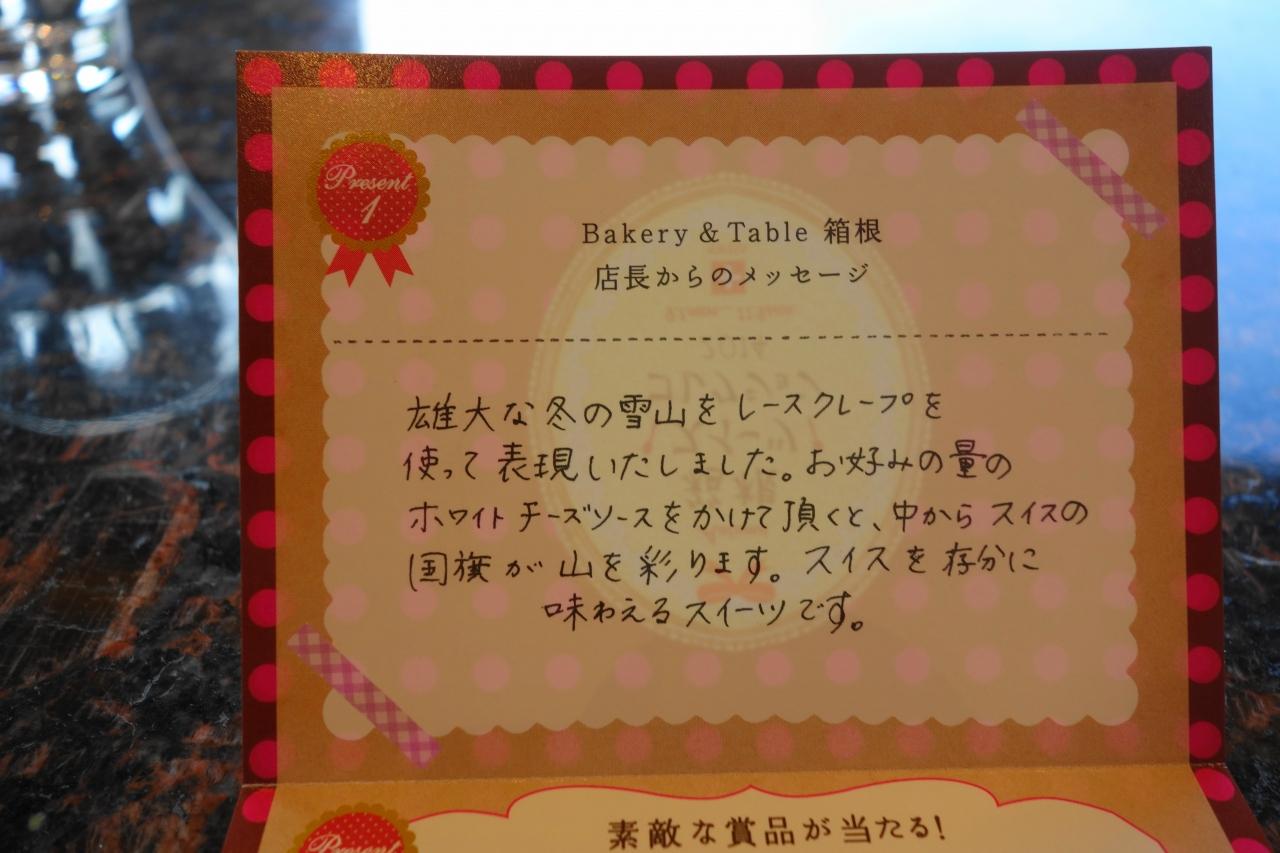 Present
1
Bakery & Table 箱根
店長からのメッセージ
雄大な冬の雪山をレースクレープを
使って表現いたしました。お好みの量の
ホワイトチーズソースをかけて頂くと、中からスイスの
国旗が山を彩ります。スイスを存分に
味わえるスイーツです。
Present
素敵な賞品が当たる!